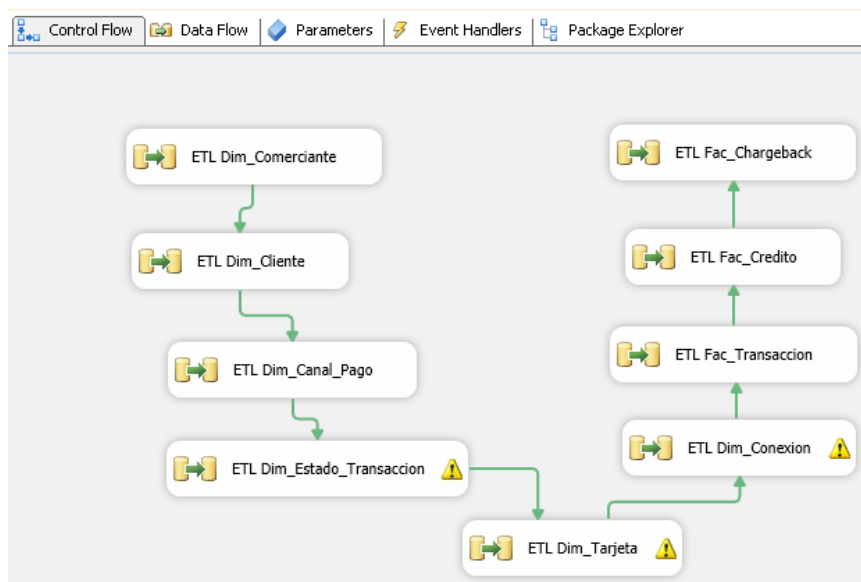 Control Flow Data Flow Parameters Event Handlers Package Explorer
ETL Dim_Comerciante
ETL Dim_Cliente
ETL Dim_Canal_Pago
ETL Dim_Estado_Transaccion
ETL Dim_Tarjeta
ETL Dim_Conexion
ETL Fac_Transaccion
ETL Fac_Credito
ETL Fac_Chargeback